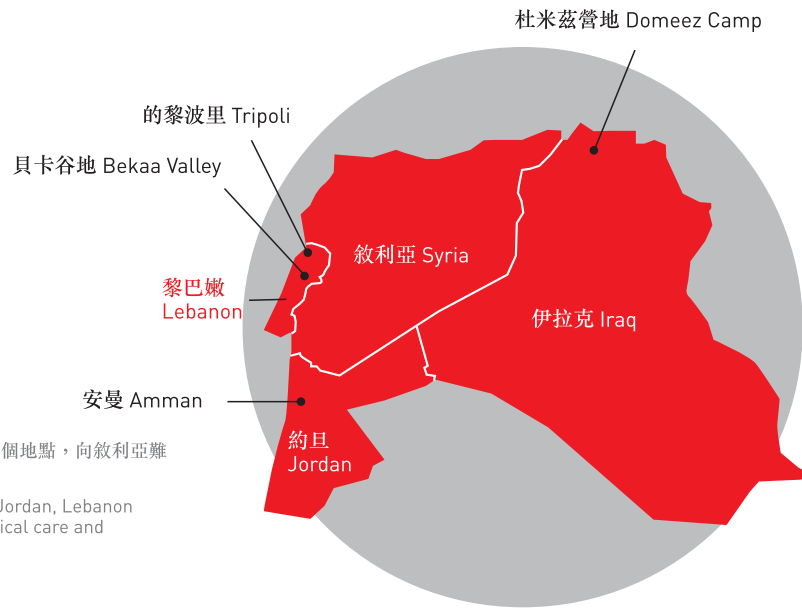 杜米茲營地 Domeez Camp
的黎波里 Tripoli
貝卡谷地 Bekaa Valley
敘利亞 Syria
黎巴嫩
Lebanon
伊拉克 Iraq
安曼 Amman
約旦
Jordan
個地點，向敘利亞難
Jordan, Lebanon
ical care and